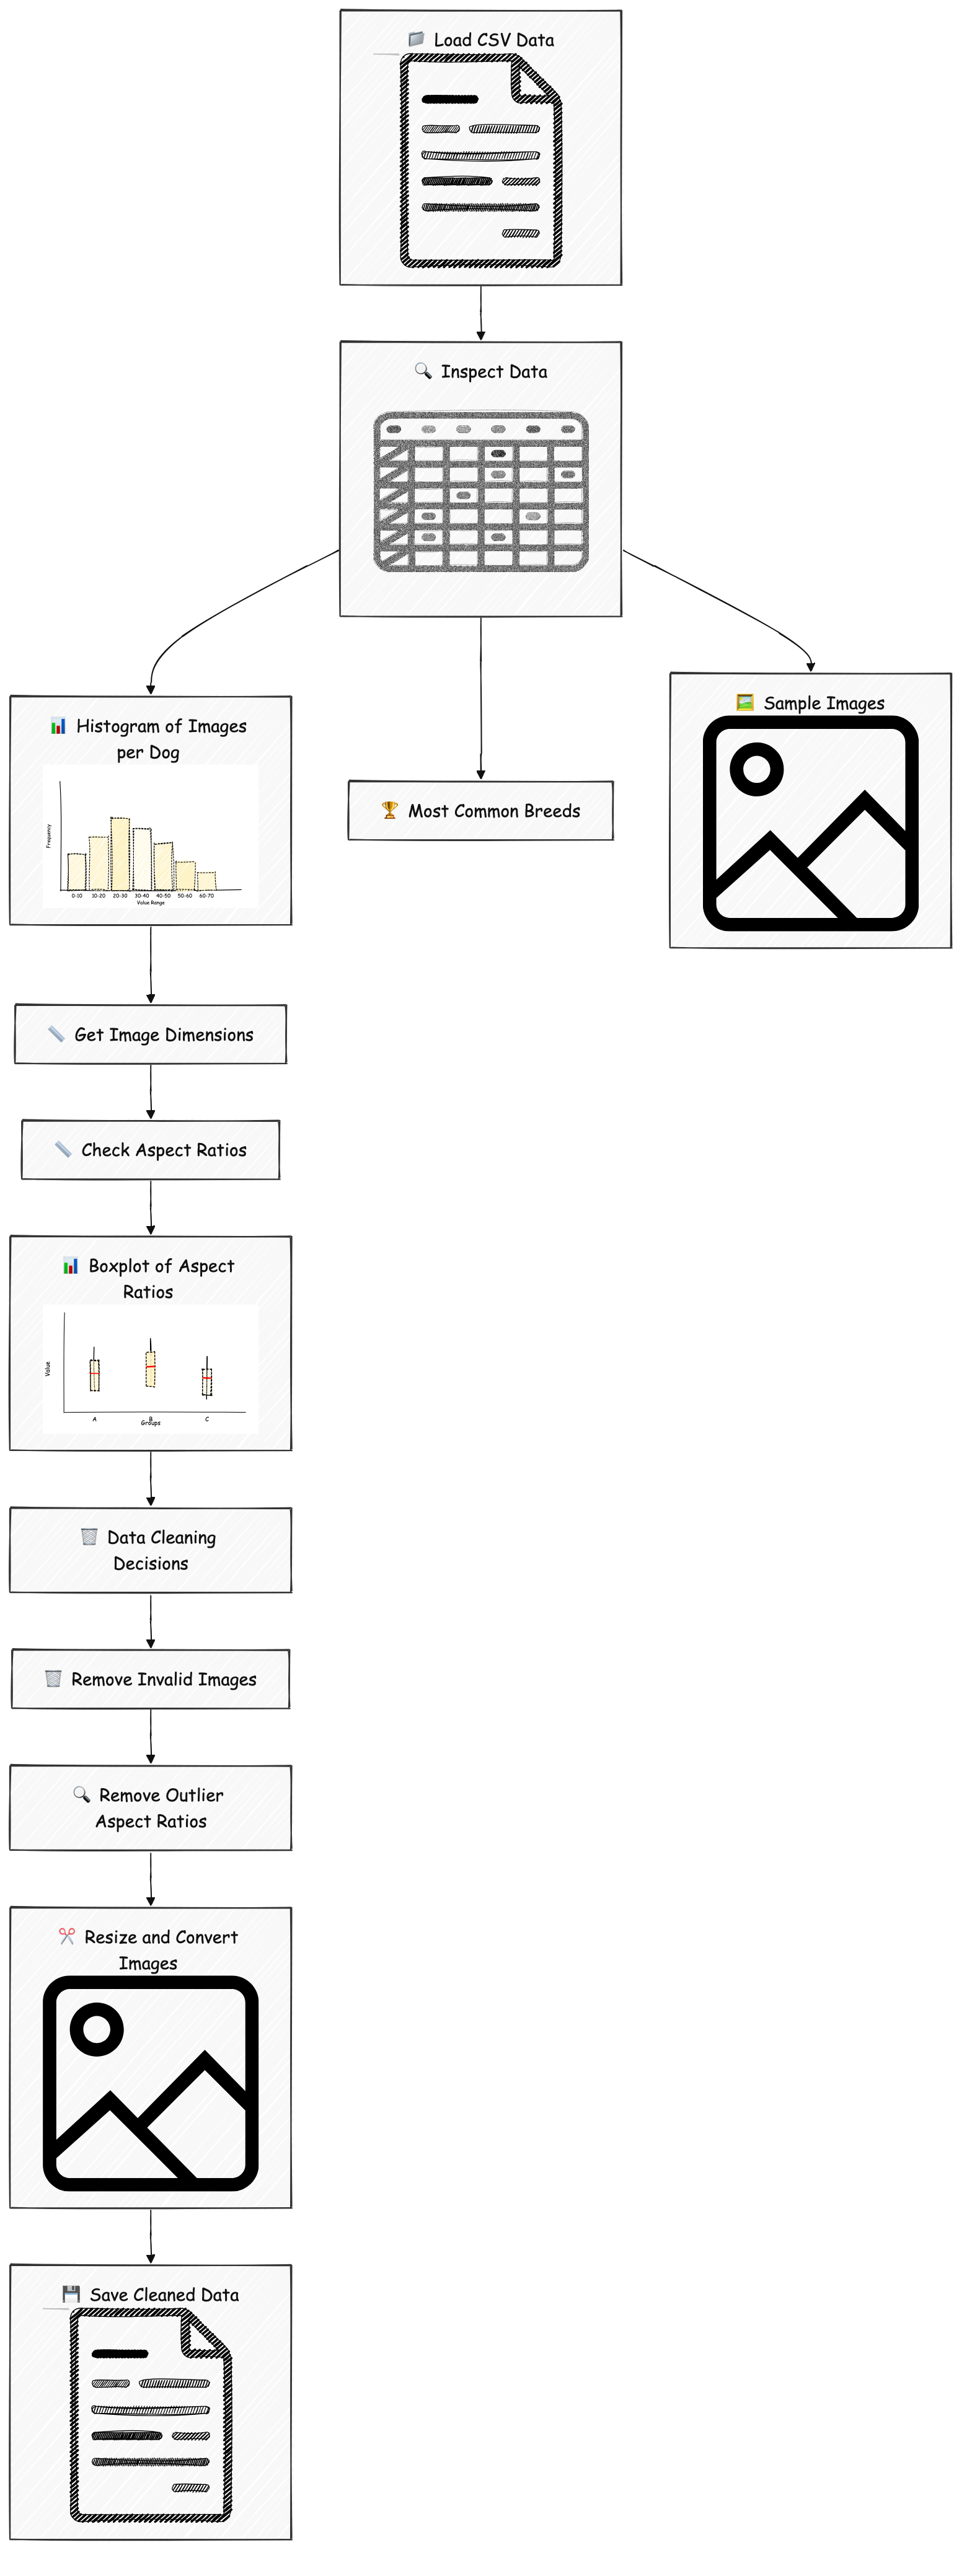 📁 Load CSV Data
🔍 Inspect Data
📊 Histogram of Images
per Dog
Frequency
0-10 10-20 20-30 30-40 40-50 50-60 60-70
Value Range
🏆 Most Common Breeds
🖼️ Sample Images
📏 Get Image Dimensions
📏 Check Aspect Ratios
📊 Boxplot of Aspect
Ratios
Value
A B C
Groups
🗑️ Data Cleaning
Decisions
🗑️ Remove Invalid Images
🔍 Remove Outlier
Aspect Ratios
✂️ Resize and Convert
Images
💾 Save Cleaned Data